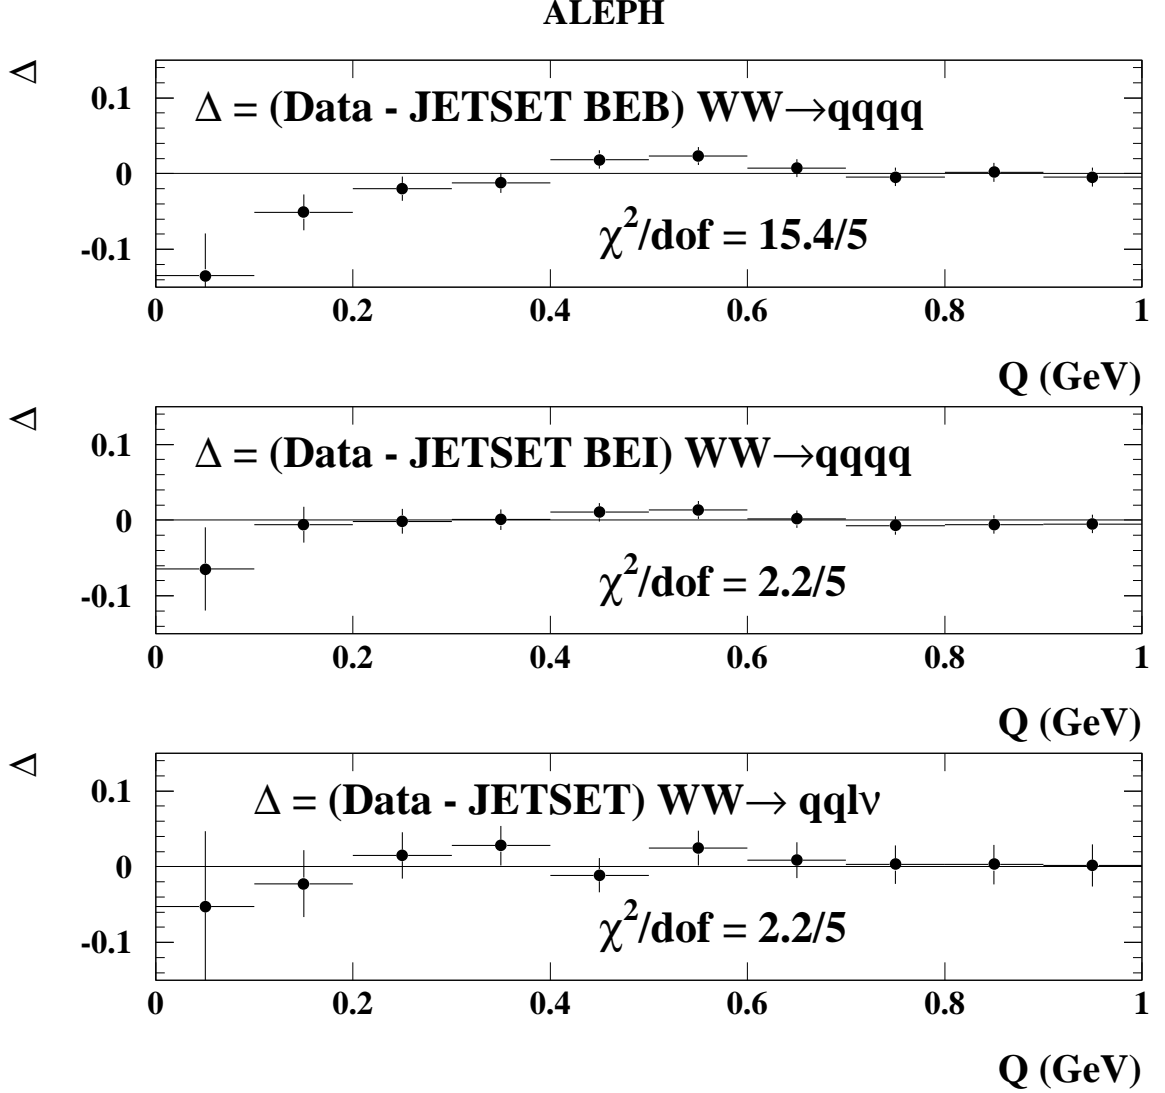 ALEPH
Δ
Δ = (Data - JETSET BEB) WW→qqqq
0.1
0
-0.1
χ²/dof = 15.4/5
0 0.2 0.4 0.6 0.8 1
Q (GeV)
Δ
Δ = (Data - JETSET BEI) WW→qqqq
0.1
0
-0.1
χ²/dof = 2.2/5
0 0.2 0.4 0.6 0.8 1
Q (GeV)
Δ
Δ = (Data - JETSET) WW→ qqlν
0.1
0
-0.1
χ²/dof = 2.2/5
0 0.2 0.4 0.6 0.8 1
Q (GeV)